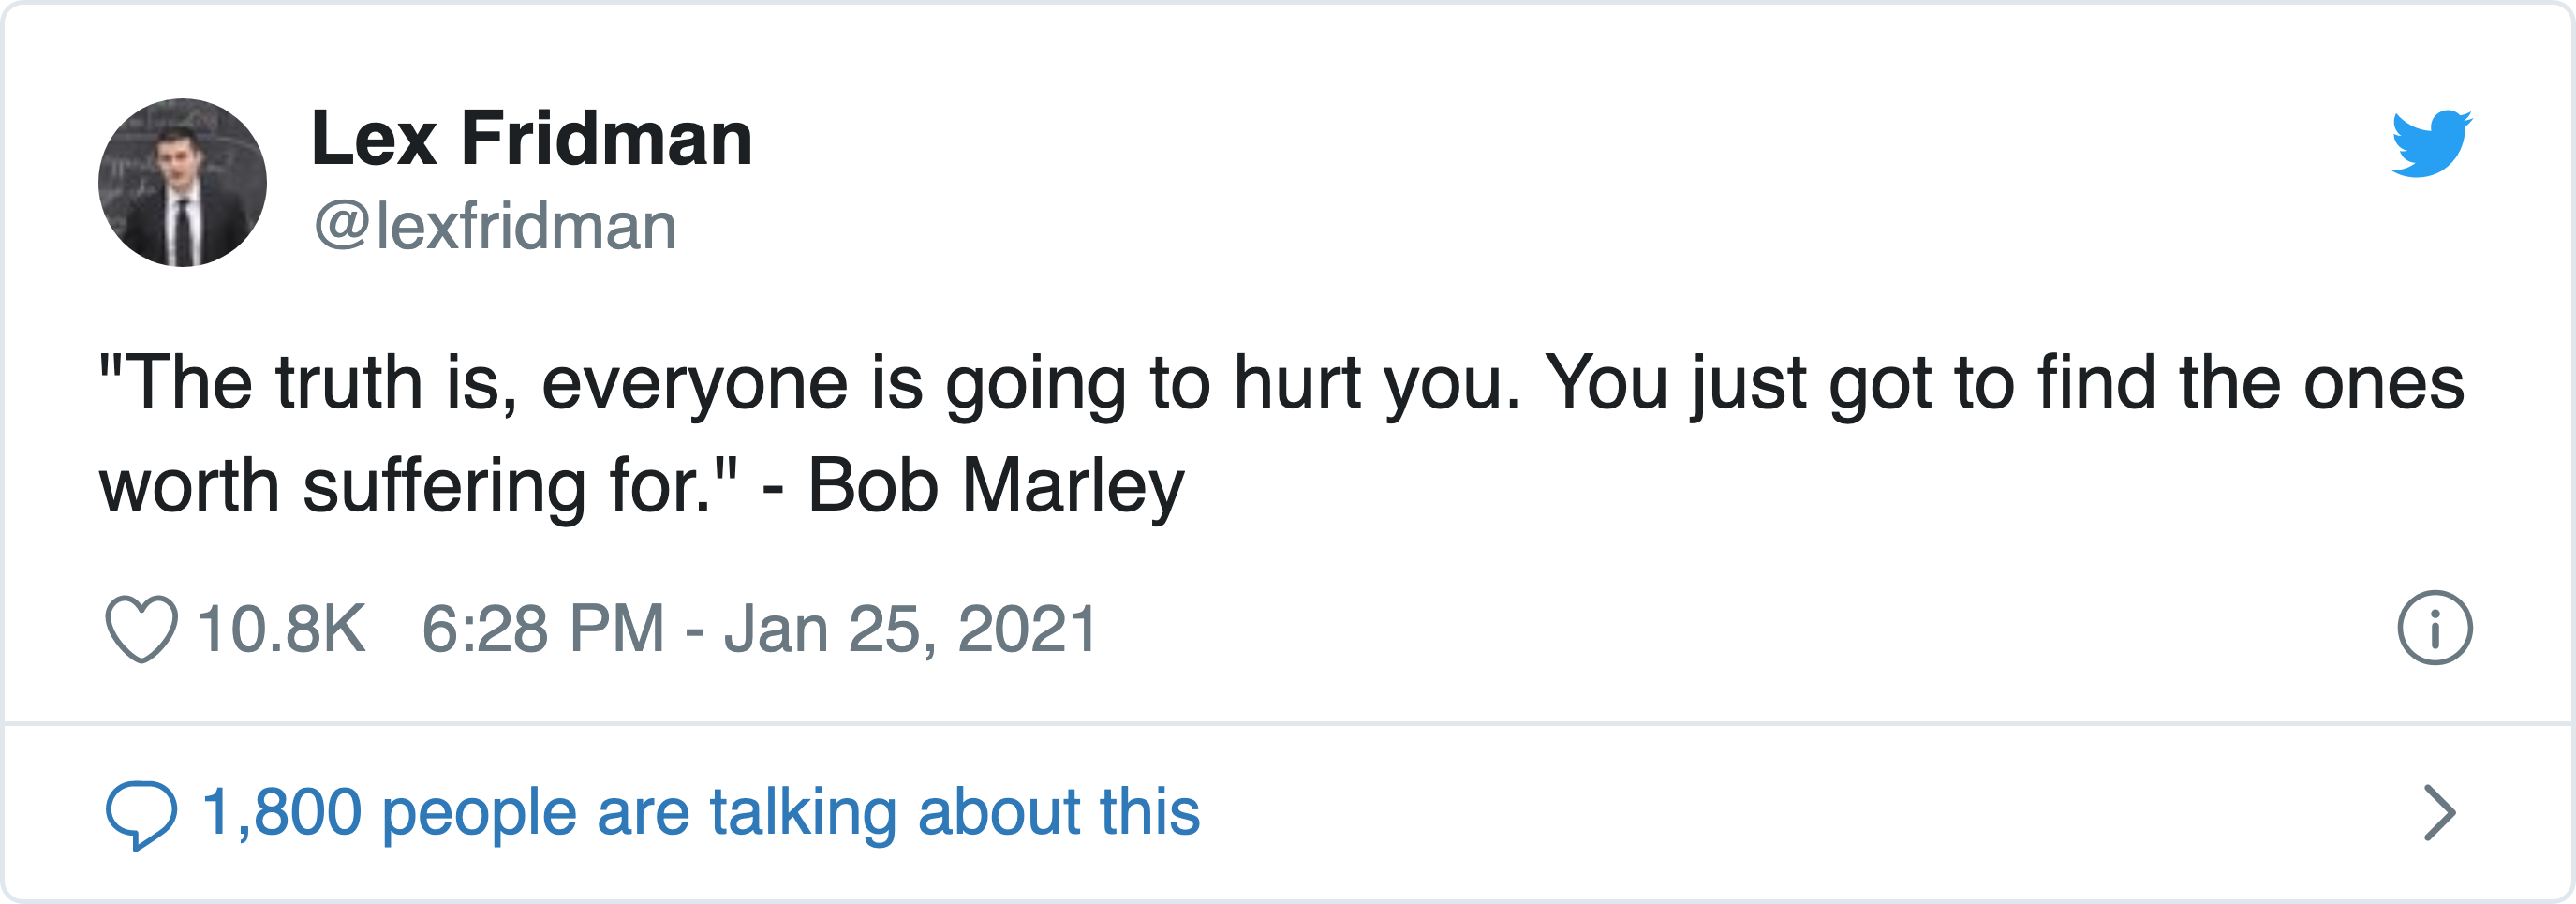 Lex Fridman
@lexfridman
"The truth is, everyone is going to hurt you. You just got to find the ones
worth suffering for." - Bob Marley
10.8K 6:28 PM - Jan 25, 2021
1,800 people are talking about this